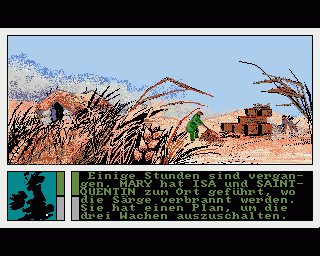 Einige Stunden sind vergan-
gen. MARY hat ISA und SAINT-
QUENTIN zum Ort geführt, wo
die Särge verbrannt werden.
Sie hat einen Plan, um die
drei Wachen auszuschalten.